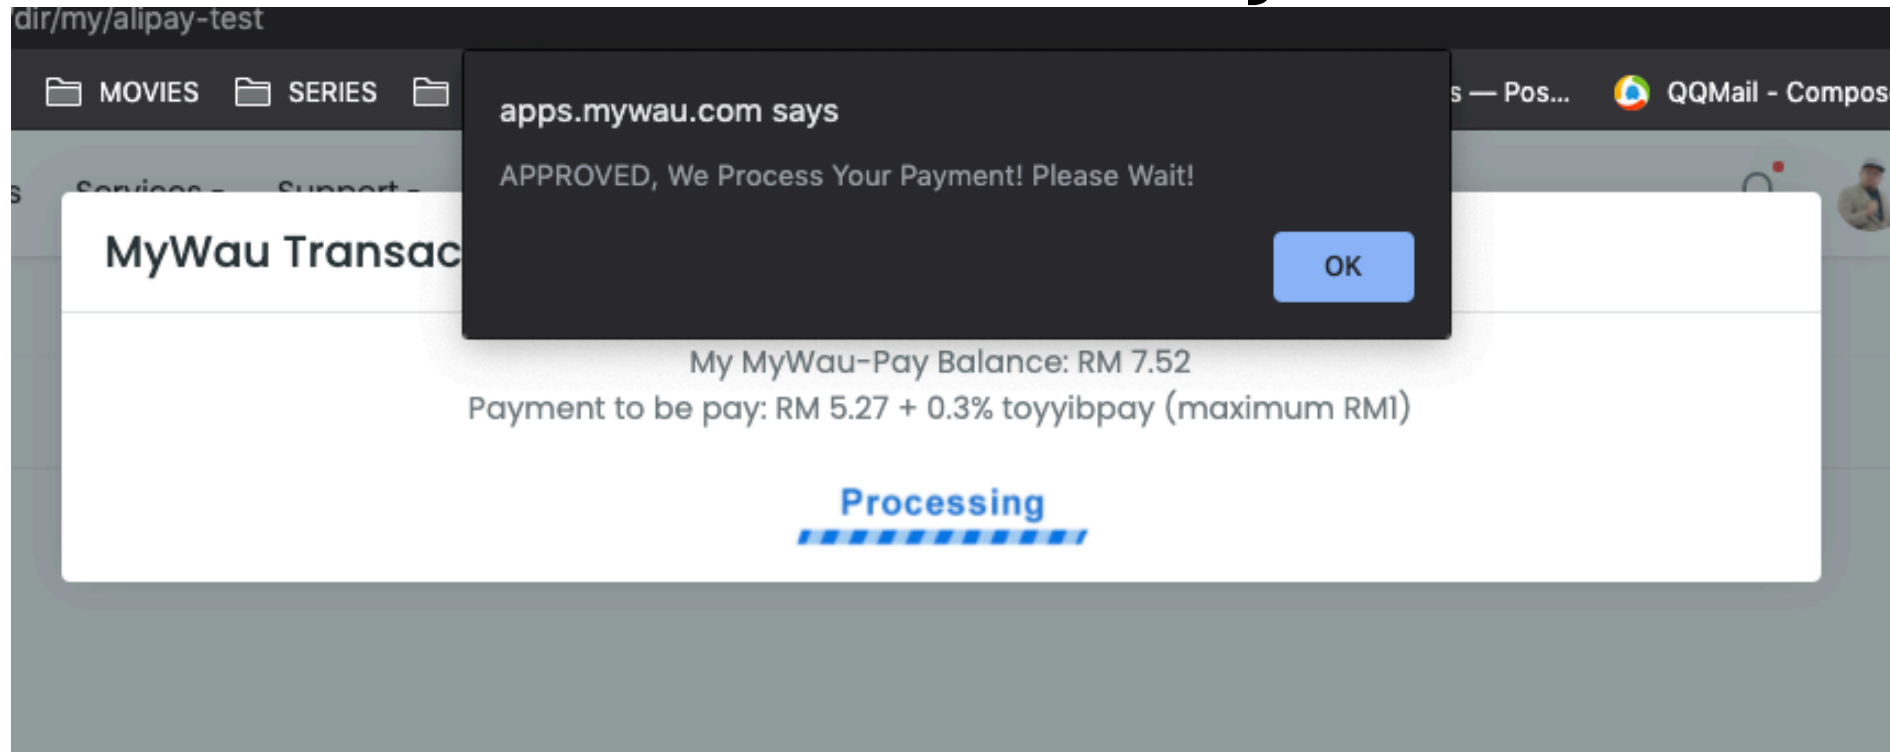 dir/my/alipay-test
MOVIES SERIES s — Pos... QQMail - Compos
apps.mywau.com says
APPROVED, We Process Your Payment! Please Wait!
OK
s Services Support
MyWau Transac
My MyWau-Pay Balance: RM 7.52
Payment to be pay: RM 5.27 + 0.3% toyyibpay (maximum RM1)
Processing